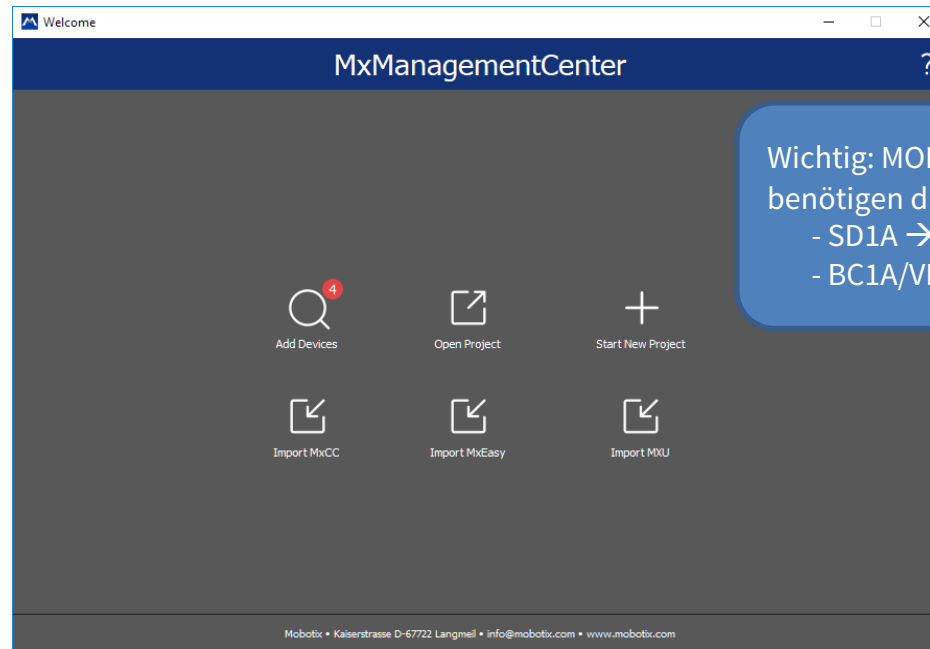 Welcome
MxManagementCenter
?
Wichtig:
benötigen
- SD1A →
- BC1A/
4
Add Devices
Open Project
Start New Project
Import MxCC
Import MxEasy
Import MXU
Mobotix • Kaiserstrasse D-67722 Langmeil • info@mobotix.com • www.mobotix.com